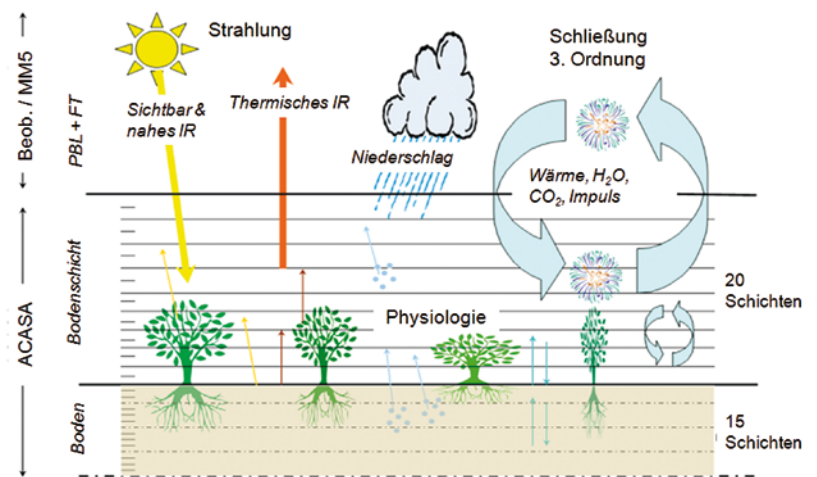 Strahlung
Schließung
3. Ordnung
Beob. / MM5
PBL + FT
Sichtbar &
nahes IR
Thermisches IR
Niederschlag
Wärme, H₂O,
CO₂, Impuls
ACASA
Bodenschicht
Physiologie
20
Schichten
Boden
15
Schichten